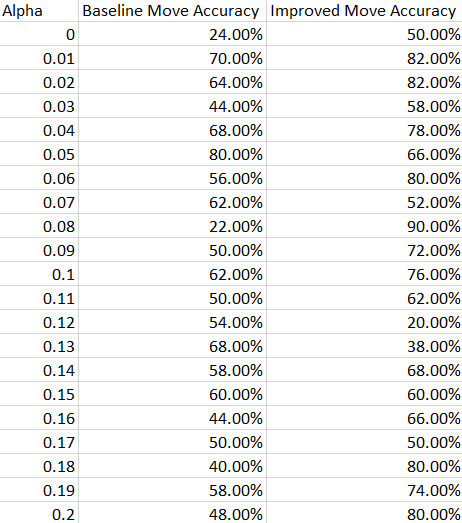 Alpha Baseline Move Accuracy Improved Move Accuracy
0 24.00% 50.00%
0.01 70.00% 82.00%
0.02 64.00% 82.00%
0.03 44.00% 58.00%
0.04 68.00% 78.00%
0.05 80.00% 66.00%
0.06 56.00% 80.00%
0.07 62.00% 52.00%
0.08 22.00% 90.00%
0.09 50.00% 72.00%
0.1 62.00% 76.00%
0.11 50.00% 62.00%
0.12 54.00% 20.00%
0.13 68.00% 38.00%
0.14 58.00% 68.00%
0.15 60.00% 60.00%
0.16 44.00% 66.00%
0.17 50.00% 50.00%
0.18 40.00% 80.00%
0.19 58.00% 74.00%
0.2 48.00% 80.00%